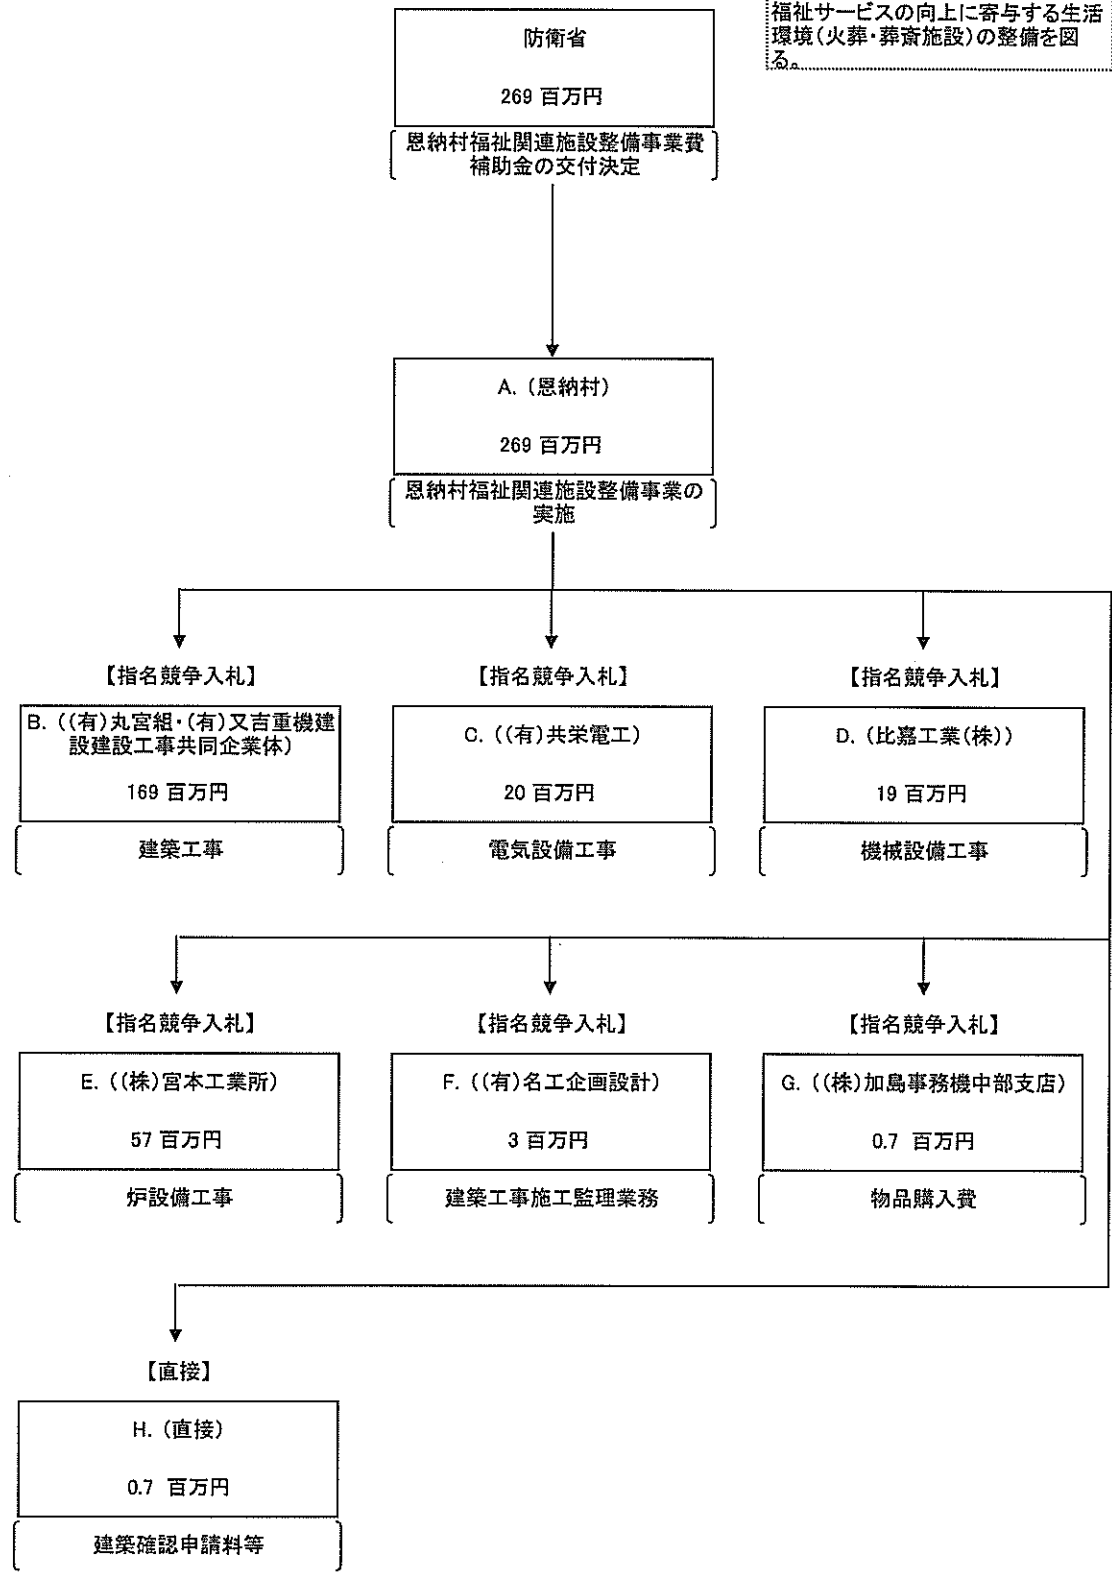 福祉サービスの向上に寄与する生活
環境(火葬・葬斎施設)の整備を図
る。
防衛省
269 百万円
恩納村福祉関連施設整備事業費
補助金の交付決定
A. (恩納村)
269 百万円
恩納村福祉関連施設整備事業の
実施
【指名競争入札】
【指名競争入札】
【指名競争入札】
B. ((有)丸宮組・(有)又吉重機建
設建設工事共同企業体)
169 百万円
建築工事
C. ((有)共栄電工)
20 百万円
電気設備工事
D. (比嘉工業(株))
19 百万円
機械設備工事
【指名競争入札】
【指名競争入札】
【指名競争入札】
E. ((株)宮本工業所)
57 百万円
炉設備工事
F. ((有)名工企画設計)
3 百万円
建築工事施工監理業務
G. ((株)加島事務機中部支店)
0.7 百万円
物品購入費
【直接】
H. (直接)
0.7 百万円
建築確認申請料等